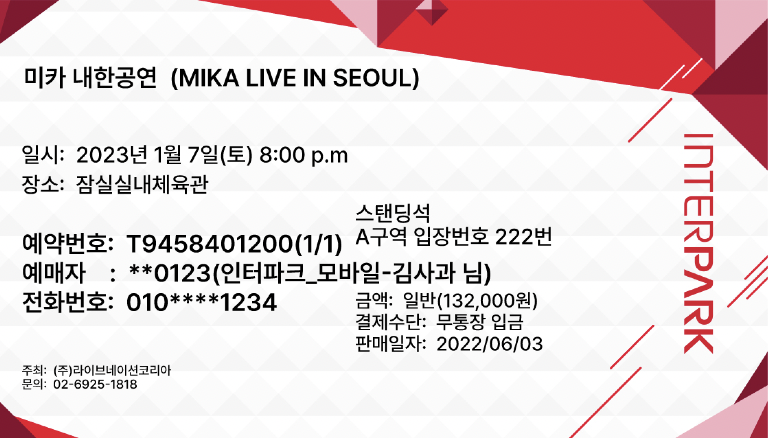 미카 내한공연 (MIKA LIVE IN SEOUL)
일시: 2023년 1월 7일(토) 8:00 p.m
장소: 잠실실내체육관
스탠딩석
A구역 입장번호 222번
예약번호: T9458401200(1/1)
예매자 : **0123(인터파크_모바일-김사과 님)
전화번호: 010****1234
금액: 일반(132,000원)
결제수단: 무통장 입금
판매일자: 2022/06/03
주최: (주)라이브네이션코리아
문의: 02-6925-1818
INTERPARK